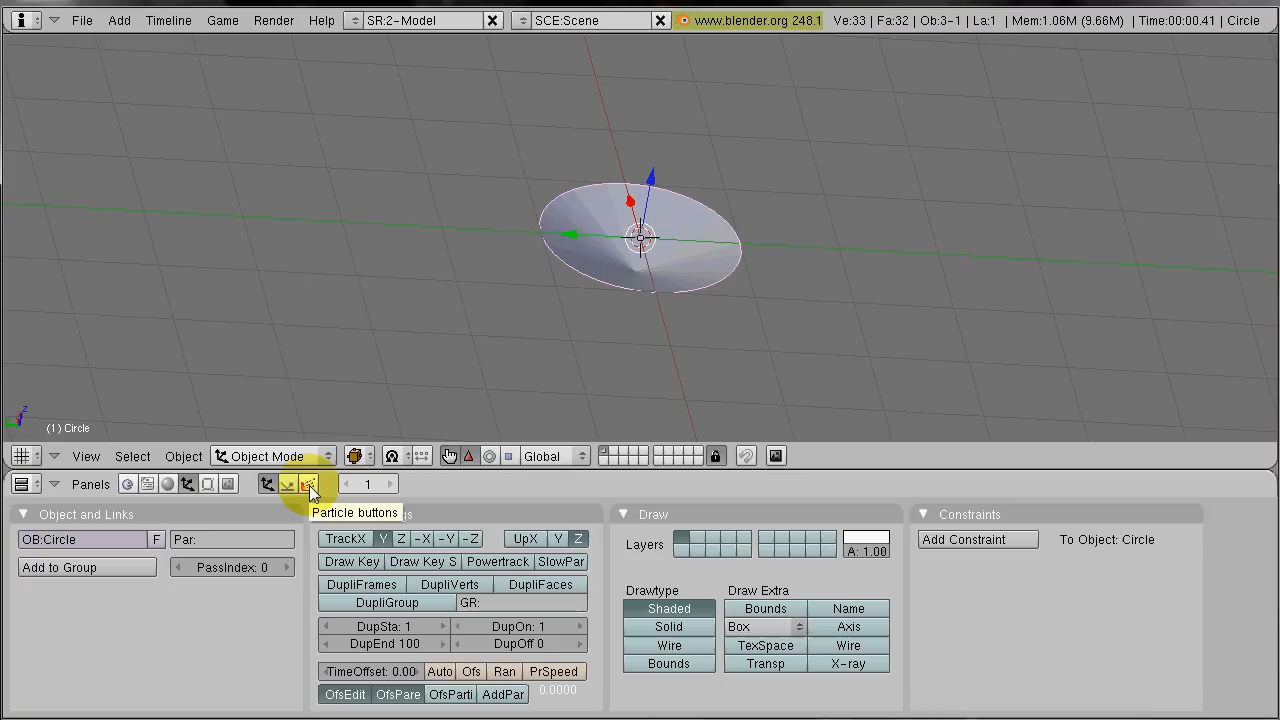 File Add Timeline Game Render Help SR:2-Model SCE:Scene www.blender.org 248.1 Ve:33 | Fa:32 | Ob:3-1 | La:1 | Mem:1.06M (9.66M) | Time:00:00.41 | Circle
z
(1) Circle
View Select Object Object Mode Global
Panels 1
Particle buttons
Object and Links gs Draw Constraints
OB:Circle F Par: TrackX Y Z -X -Y -Z UpX Y Z Layers Add Constraint To Object: Circle
A: 1.00
Add to Group PassIndex: 0 Draw Key Draw Key S Powertrack SlowPar
DupliFrames DupliVerts DupliFaces Drawtype Draw Extra
DupliGroup GR: Shaded Bounds Name
DupSta: 1 DupOn: 1 Solid Box Axis
DupEnd 100 DupOff 0 Wire TexSpace Wire
TimeOffset: 0.00 Auto Ofs Ran PrSpeed Bounds Transp X-ray
OfsEdit OfsPare OfsParti AddPar 0.0000